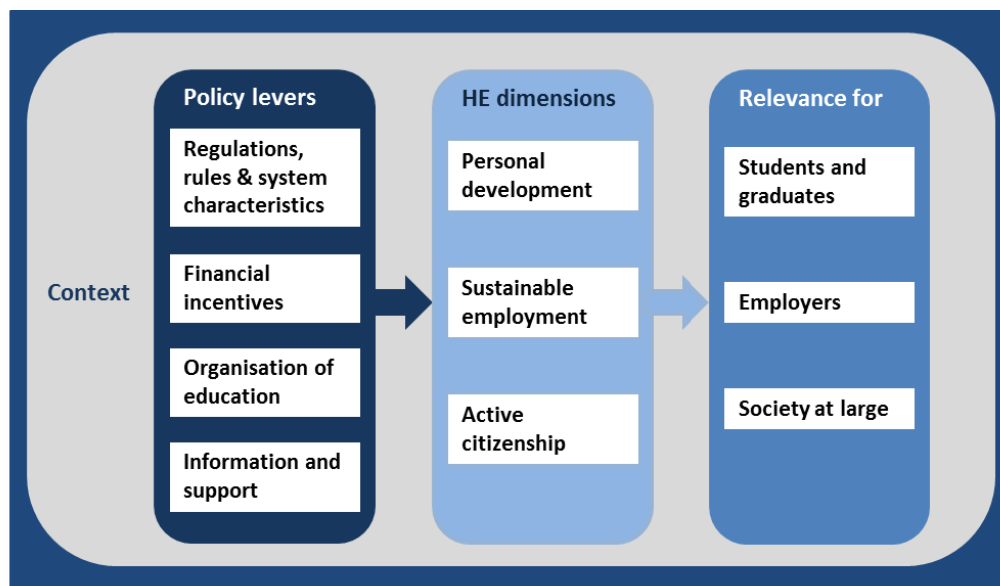 Context
Policy levers
Regulations,
rules & system
characteristics
Financial
incentives
Organisation of
education
Information and
support
HE dimensions
Personal
development
Sustainable
employment
Active
citizenship
Relevance for
Students and
graduates
Employers
Society at large